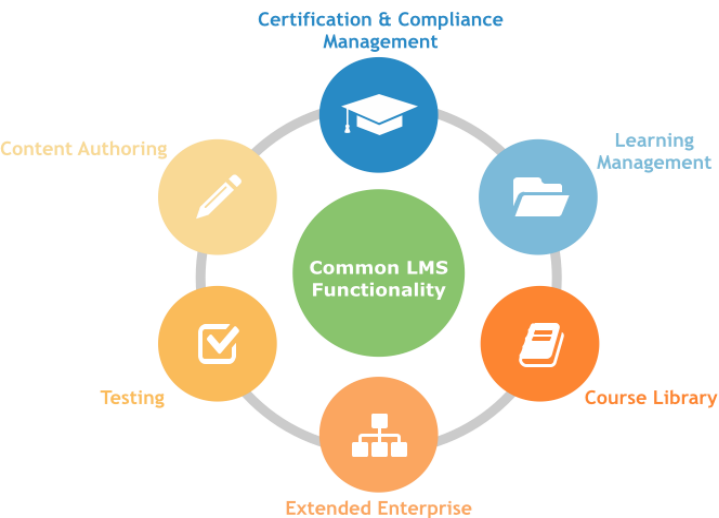 Certification & Compliance
Management
Content Authoring
Learning
Management
Common LMS
Functionality
Testing
Course Library
Extended Enterprise